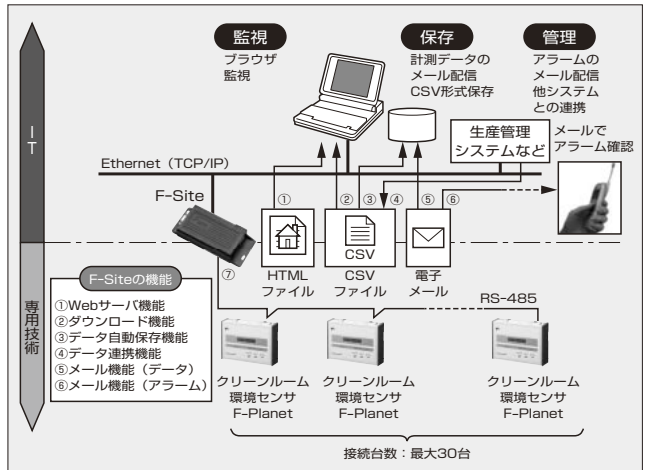 監視
ブラウザ
監視
保存
計測データの
メール配信
CSV形式保存
管理
アラームの
メール配信
他システム
との連携
IT
Ethernet（TCP/IP）
生産管理
システムなど
メールで
アラーム確認
F-Site
①
②
③
④
⑤
⑥
⑦
HTML
ファイル
CSV
CSV
ファイル
電子
メール
専用技術
F-Siteの機能
①Webサーバ機能
②ダウンロード機能
③データ自動保存機能
④データ連携機能
⑤メール機能（データ）
⑥メール機能（アラーム）
RS-485
クリーンルーム
環境センサ
F-Planet
クリーンルーム
環境センサ
F-Planet
クリーンルーム
環境センサ
F-Planet
接続台数：最大30台